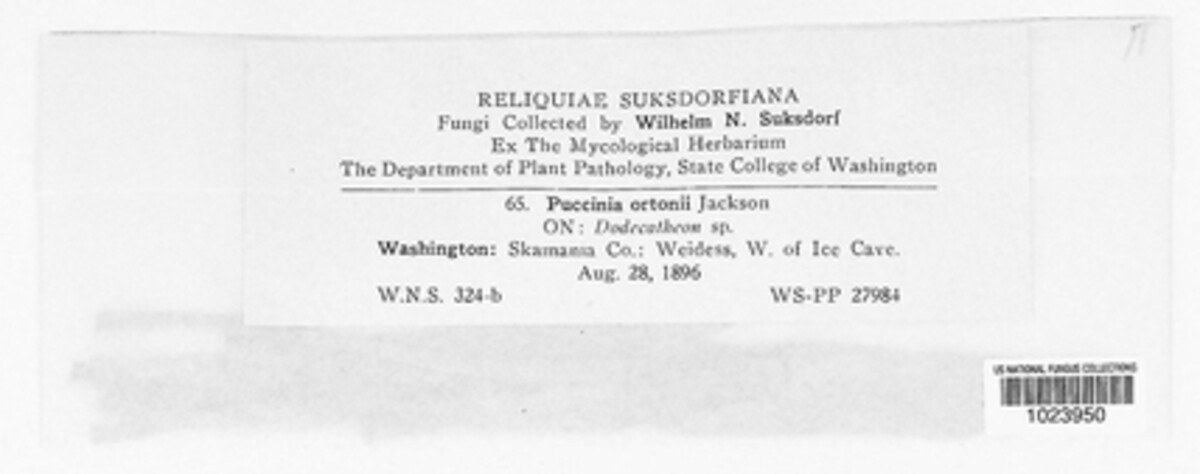 RELIQUIAE SUKSDORFIANA
Fungi Collected by Wilhelm N. Suksdorf
Ex The Mycological Herbarium
The Department of Plant Pathology, State College of Washington
65. Puccinia ortonii Jackson
ON: Dodecatheon sp.
Washington: Skamania Co.: Weidess, W. of Ice Cave.
Aug. 28, 1896
W.N.S. 324-b
WS-PP 27984
US NATIONAL FUNGUS COLLECTIONS
1023950